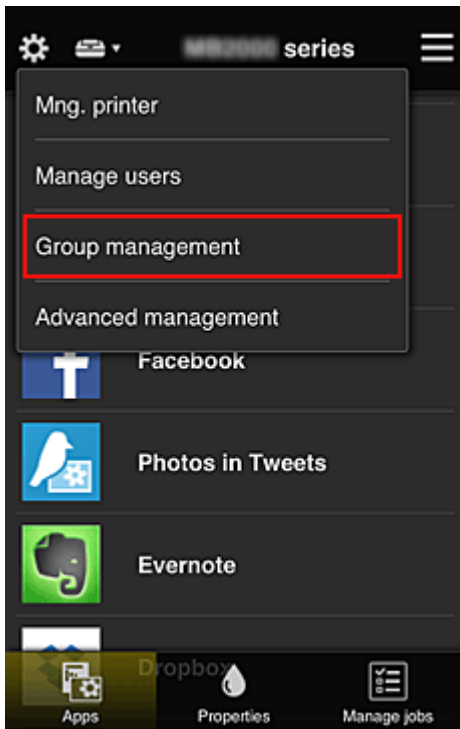 series
Mng. printer
Manage users
Group management
Advanced management
Facebook
Photos in Tweets
Evernote
Dropbox
Apps
Properties
Manage jobs